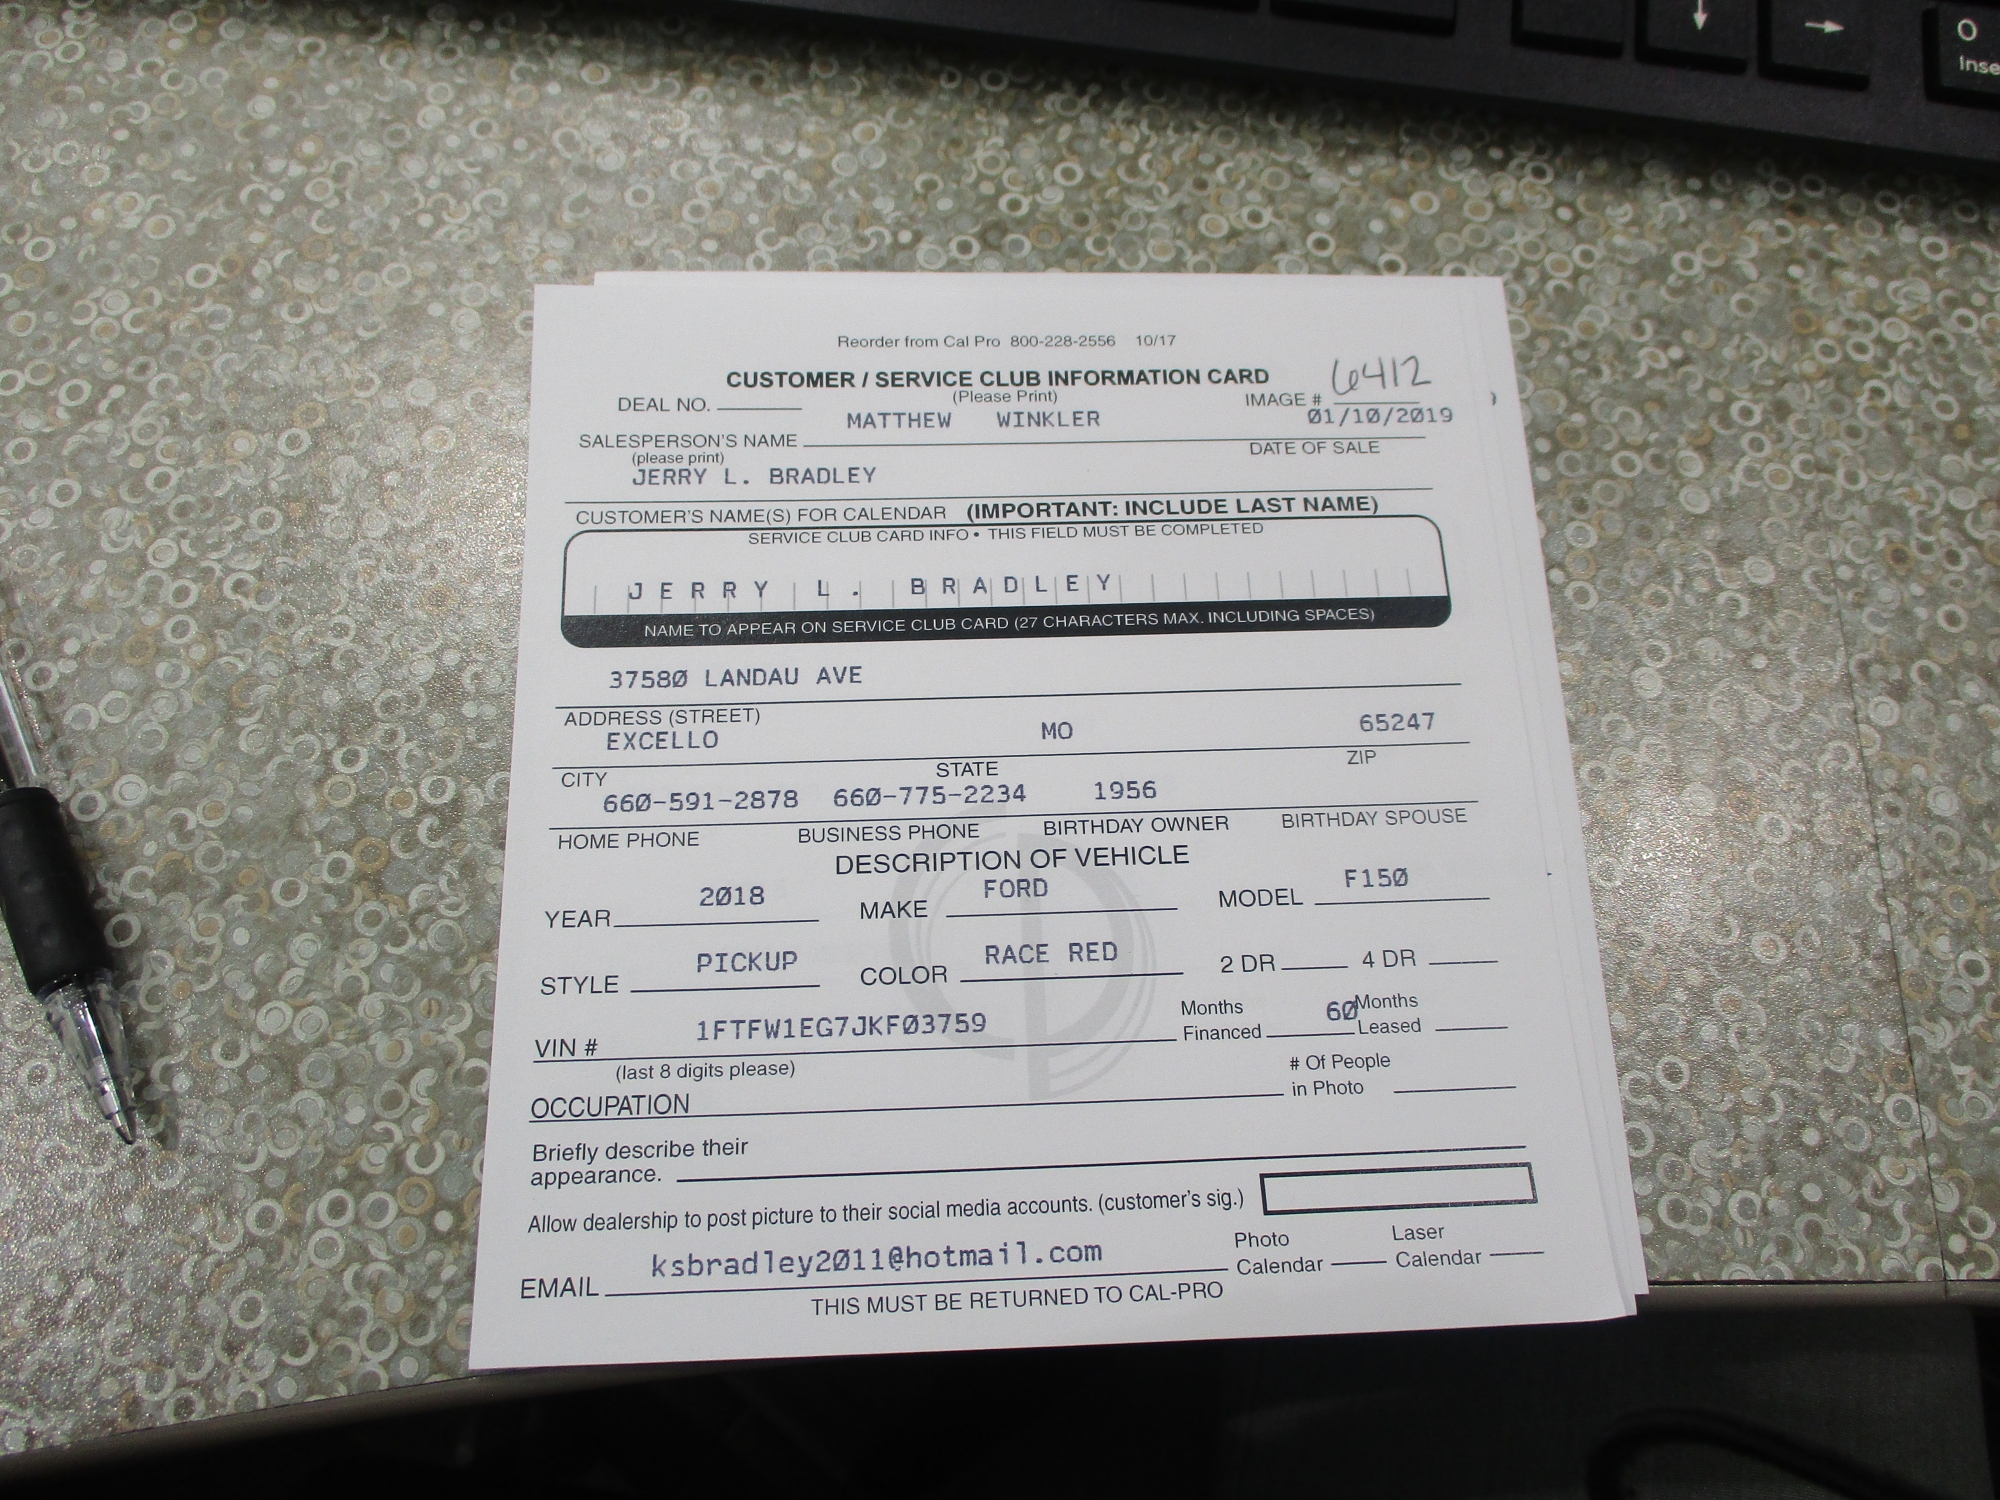 ↓ → O
Inse
Reorder from Cal Pro 800-228-2556 10/17
CUSTOMER / SERVICE CLUB INFORMATION CARD
(Please Print)
DEAL NO. IMAGE # 6412
MATTHEW WINKLER 01/10/2019
SALESPERSON'S NAME DATE OF SALE
(please print)
JERRY L. BRADLEY
CUSTOMER'S NAME(S) FOR CALENDAR (IMPORTANT: INCLUDE LAST NAME)
SERVICE CLUB CARD INFO • THIS FIELD MUST BE COMPLETED
JERRY L. BRADLEY
NAME TO APPEAR ON SERVICE CLUB CARD (27 CHARACTERS MAX. INCLUDING SPACES)
37580 LANDAU AVE
ADDRESS (STREET)
EXCELLO MO 65247
CITY STATE ZIP
660-591-2878 660-775-2234 1956
HOME PHONE BUSINESS PHONE BIRTHDAY OWNER BIRTHDAY SPOUSE
DESCRIPTION OF VEHICLE
YEAR 2018 MAKE FORD MODEL F150
STYLE PICKUP COLOR RACE RED 2 DR 4 DR
VIN # 1FTFW1EG7JKF03759 Months Financed 60 Months Leased
(last 8 digits please)
OCCUPATION # Of People in Photo
Briefly describe their
appearance.
Allow dealership to post picture to their social media accounts. (customer's sig.)
EMAIL ksbradley2011@hotmail.com Photo Calendar Laser Calendar
THIS MUST BE RETURNED TO CAL-PRO